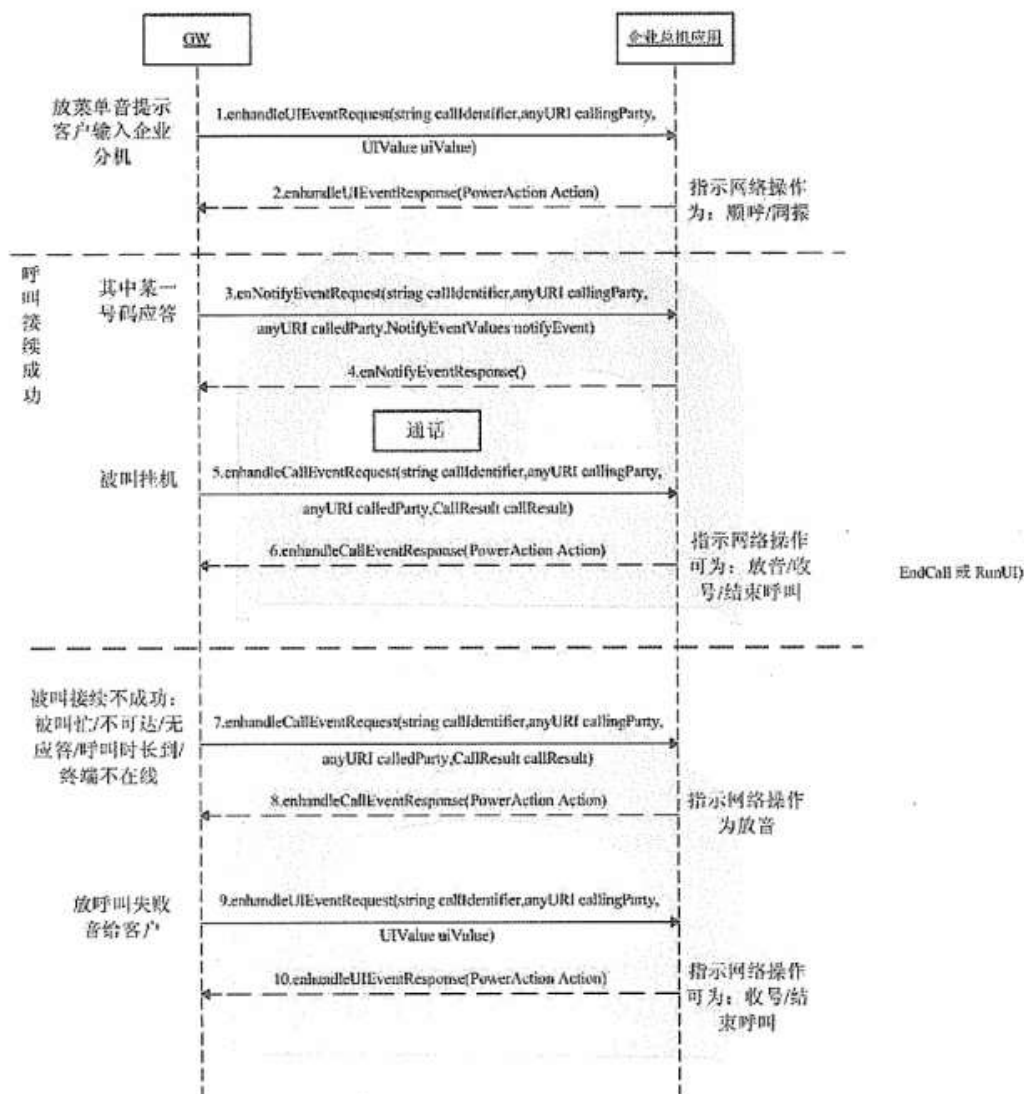 GW
企业总机应用
放菜单音提示
客户输入企业
分机
1.enhandleUIEventRequest(string callIdentifier,anyURI callingParty,
UIValue uiValue)
2.enhandleUIEventResponse(PowerAction Action)
指示网络操作
为：顺呼/同振
呼叫接续成功
其中某一
号码应答
3.enNotifyEventRequest(string callIdentifier,anyURI callingParty,
anyURI calledParty,NotifyEventValues notifyEvent)
4.enNotifyEventResponse()
通话
被叫挂机
5.enhandleCallEventRequest(string callIdentifier,anyURI callingParty,
anyURI calledParty,CallResult callResult)
6.enhandleCallEventResponse(PowerAction Action)
指示网络操作
可为：放音/收
号/结束呼叫
EndCall 或 RunUI)
被叫接续不成功：
被叫忙/不可达/无
应答/呼叫时长到/
终端不在线
7.enhandleCallEventRequest(string callIdentifier,anyURI callingParty,
anyURI calledParty,CallResult callResult)
8.enhandleCallEventResponse(PowerAction Action)
指示网络操作
为放音
放呼叫失败
音给客户
9.enhandleUIEventRequest(string callIdentifier,anyURI callingParty,
UIValue uiValue)
10.enhandleUIEventResponse(PowerAction Action)
指示网络操作
可为：收号/结
束呼叫